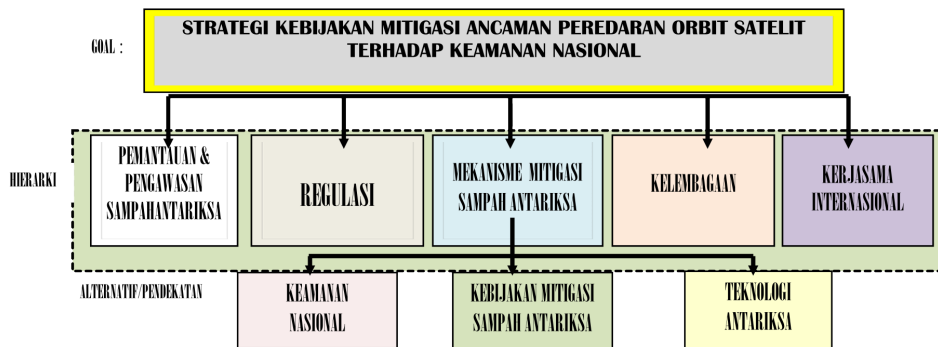 GOAL :
STRATEGI KEBIJAKAN MITIGASI ANCAMAN PEREDARAN ORBIT SATELIT
TERHADAP KEAMANAN NASIONAL
HIERARKI
PEMANTAUAN &
PENGAWASAN
SAMPAHANTARIKSA
REGULASI
MEKANISME MITIGASI
SAMPAH ANTARIKSA
KELEMBAGAAN
KERJASAMA
INTERNASIONAL
ALTERNATIF/PENDEKATAN
KEAMANAN
NASIONAL
KEBIJAKAN MITIGASI
SAMPAH ANTARIKSA
TEKNOLOGI
ANTARIKSA